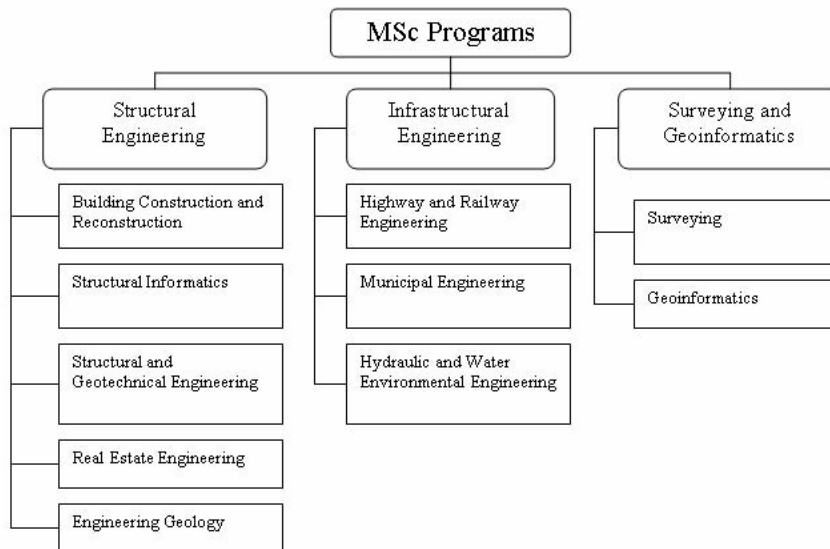 MSc Programs
Structural
Engineering
Building Construction and
Reconstruction
Structural Informatics
Structural and
Geotechnical Engineering
Real Estate Engineering
Engineering Geology
Infrastructural
Engineering
Highway and Railway
Engineering
Municipal Engineering
Hydraulic and Water
Environmental Engineering
Surveying and
Geoinformatics
Surveying
Geoinformatics